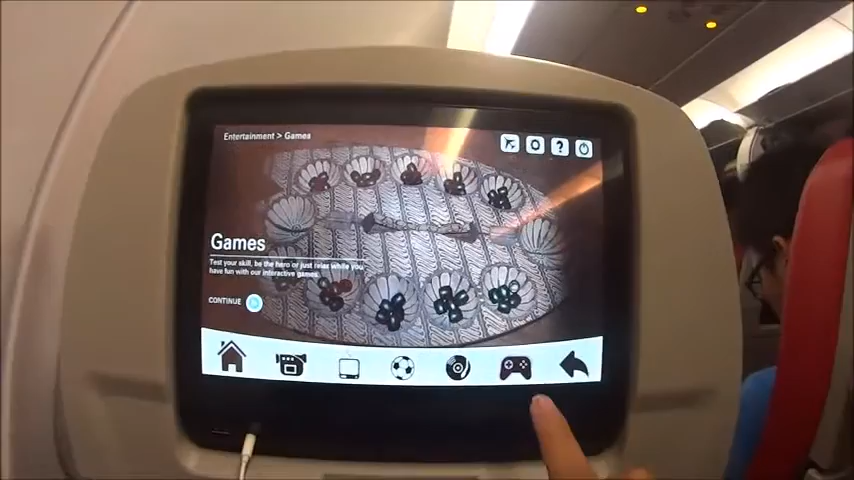 Entertainment > Games
?
Games
Test your skill, be the hero or just relax while you
have fun with our interactive games.
CONTINUE